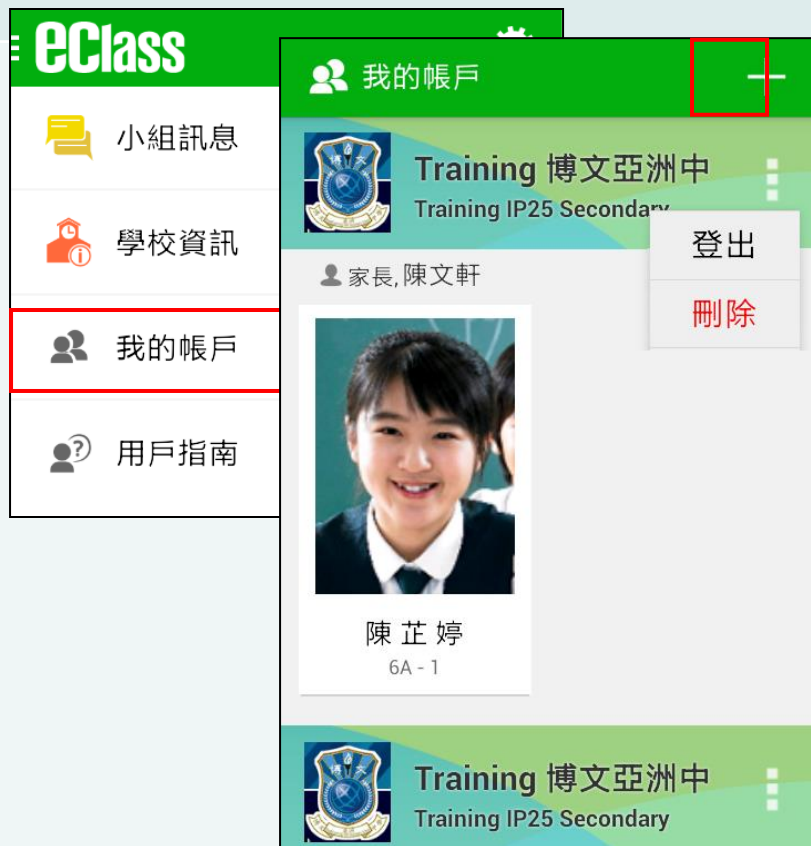 eClass
小組訊息
學校資訊
我的帳戶
用戶指南
我的帳戶
Training 博文亞洲中
Training IP25 Secondary
登出
刪除
家長,陳文軒
陳芷婷
6A - 1
Training 博文亞洲中
Training IP25 Secondary